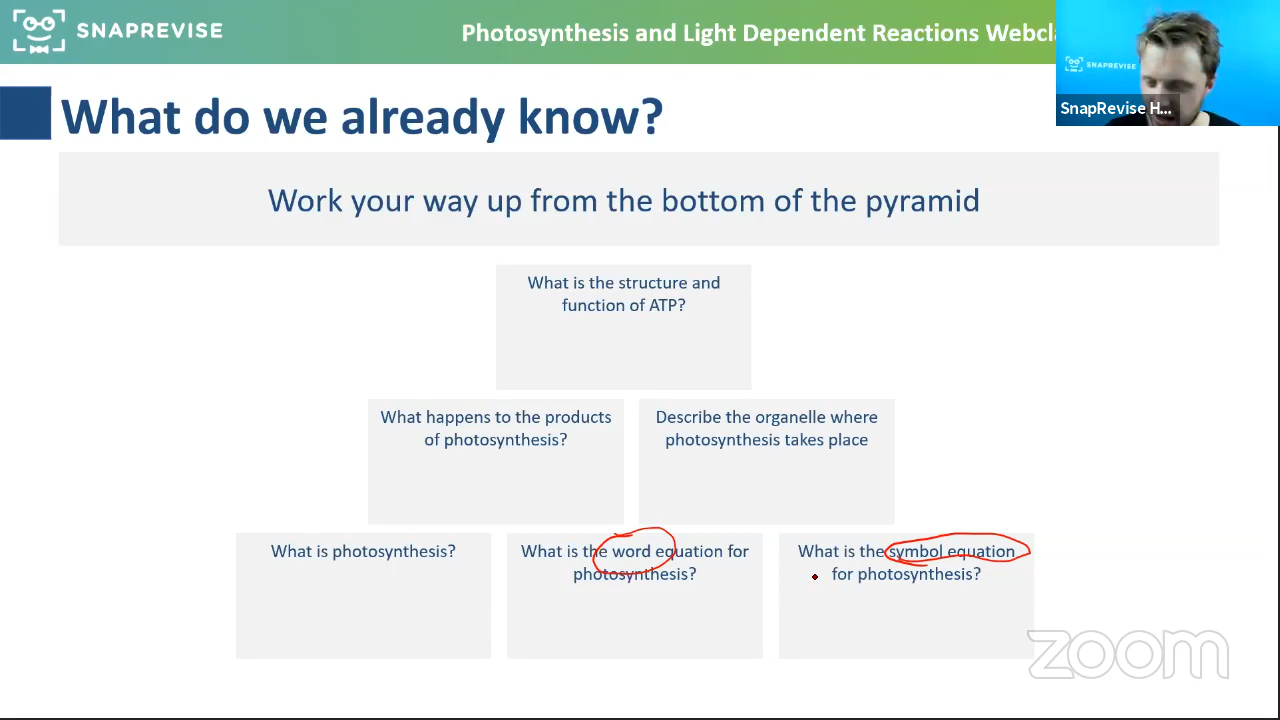 SNAPREVISE
Photosynthesis and Light Dependent Reactions
SNAPREVISE
SnapRevise H...
What do we already know?
Work your way up from the bottom of the pyramid
What is the structure and
function of ATP?
What happens to the products
of photosynthesis?
Describe the organelle where
photosynthesis takes place
What is photosynthesis?
What is the word equation for
photosynthesis?
What is the symbol equation
for photosynthesis?
zoom